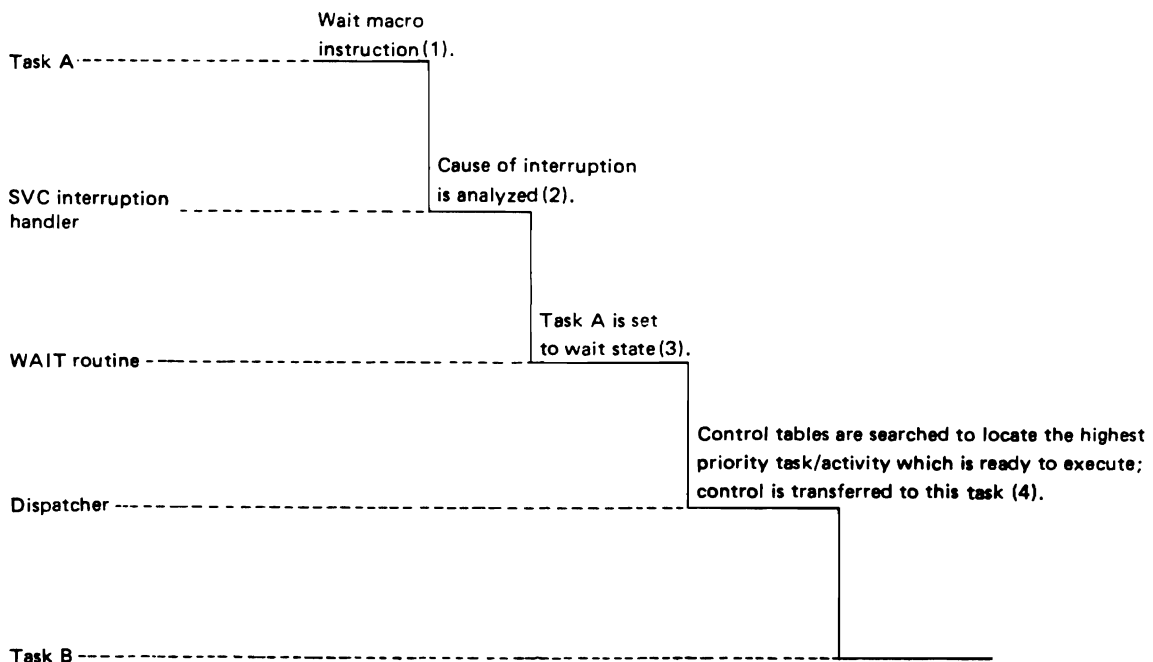 Wait macro
instruction(1).
Task A
Cause of interruption
is analyzed(2).
SVC interruption
handler
Task A is set
to wait state(3).
WAIT routine
Control tables are searched to locate the highest
priority task/activity which is ready to execute;
control is transferred to this task (4).
Dispatcher
Task B